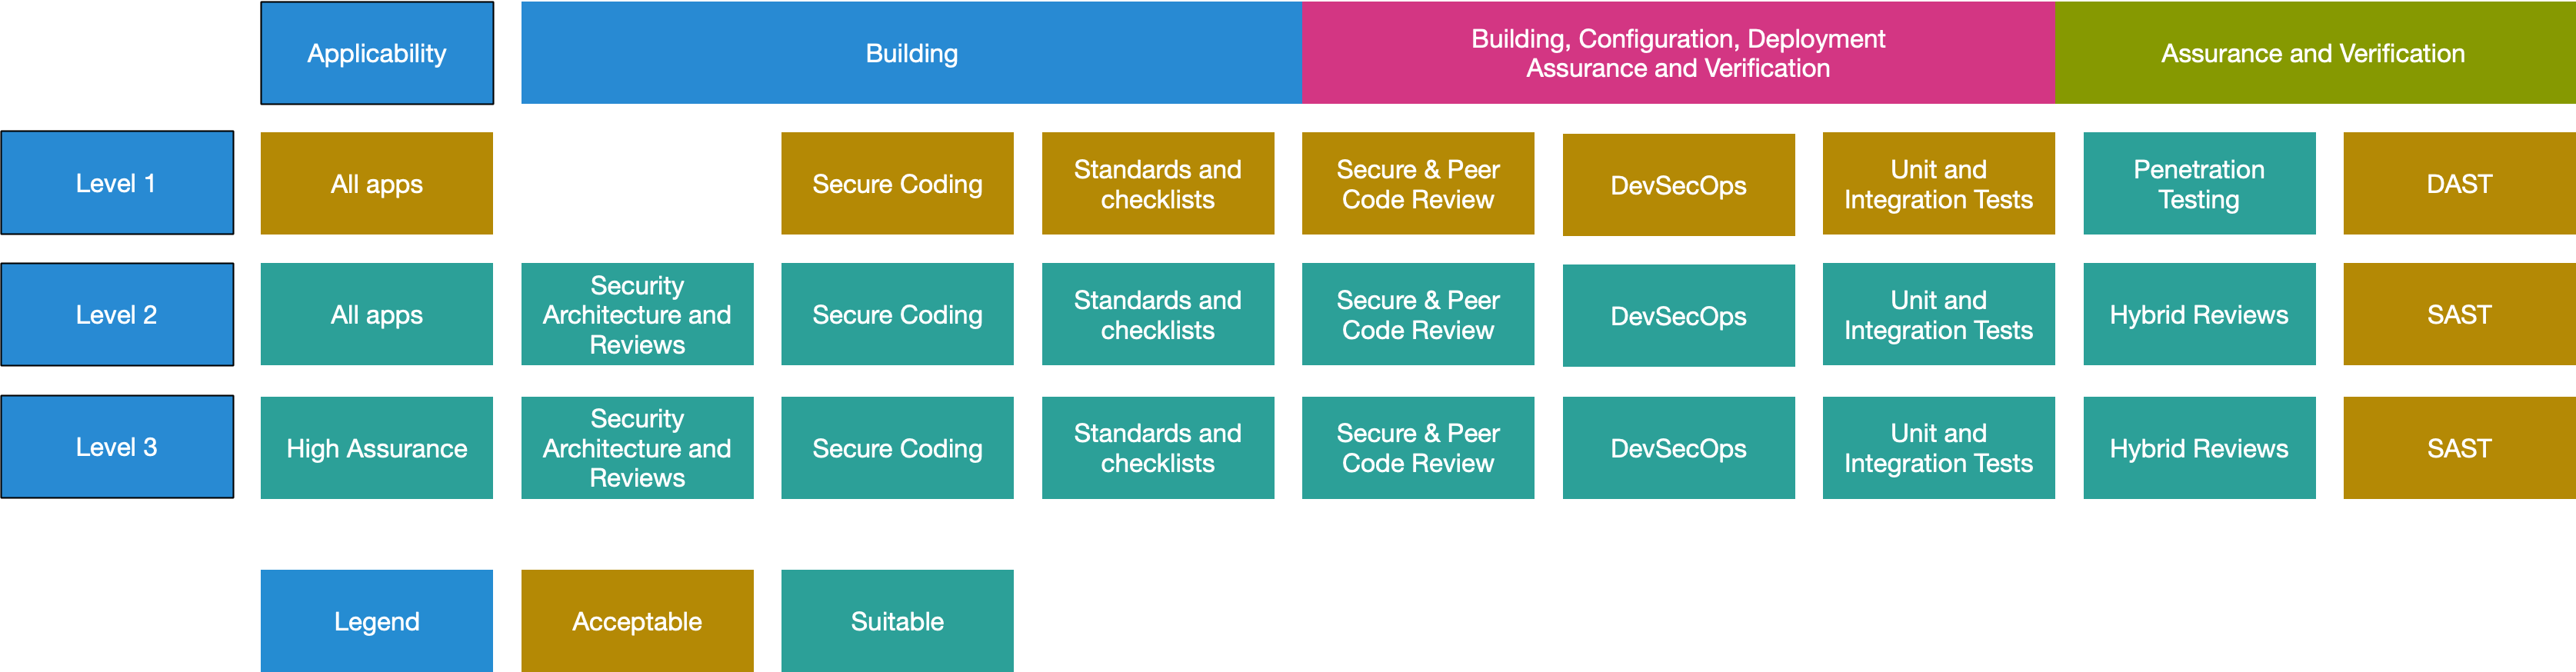 Applicability
Building
Building, Configuration, Deployment
Assurance and Verification
Assurance and Verification
Level 1
All apps
Secure Coding
Standards and
checklists
Secure & Peer
Code Review
DevSecOps
Unit and
Integration Tests
Penetration
Testing
DAST
Level 2
All apps
Security
Architecture and
Reviews
Secure Coding
Standards and
checklists
Secure & Peer
Code Review
DevSecOps
Unit and
Integration Tests
Hybrid Reviews
SAST
Level 3
High Assurance
Security
Architecture and
Reviews
Secure Coding
Standards and
checklists
Secure & Peer
Code Review
DevSecOps
Unit and
Integration Tests
Hybrid Reviews
SAST
Legend
Acceptable
Suitable